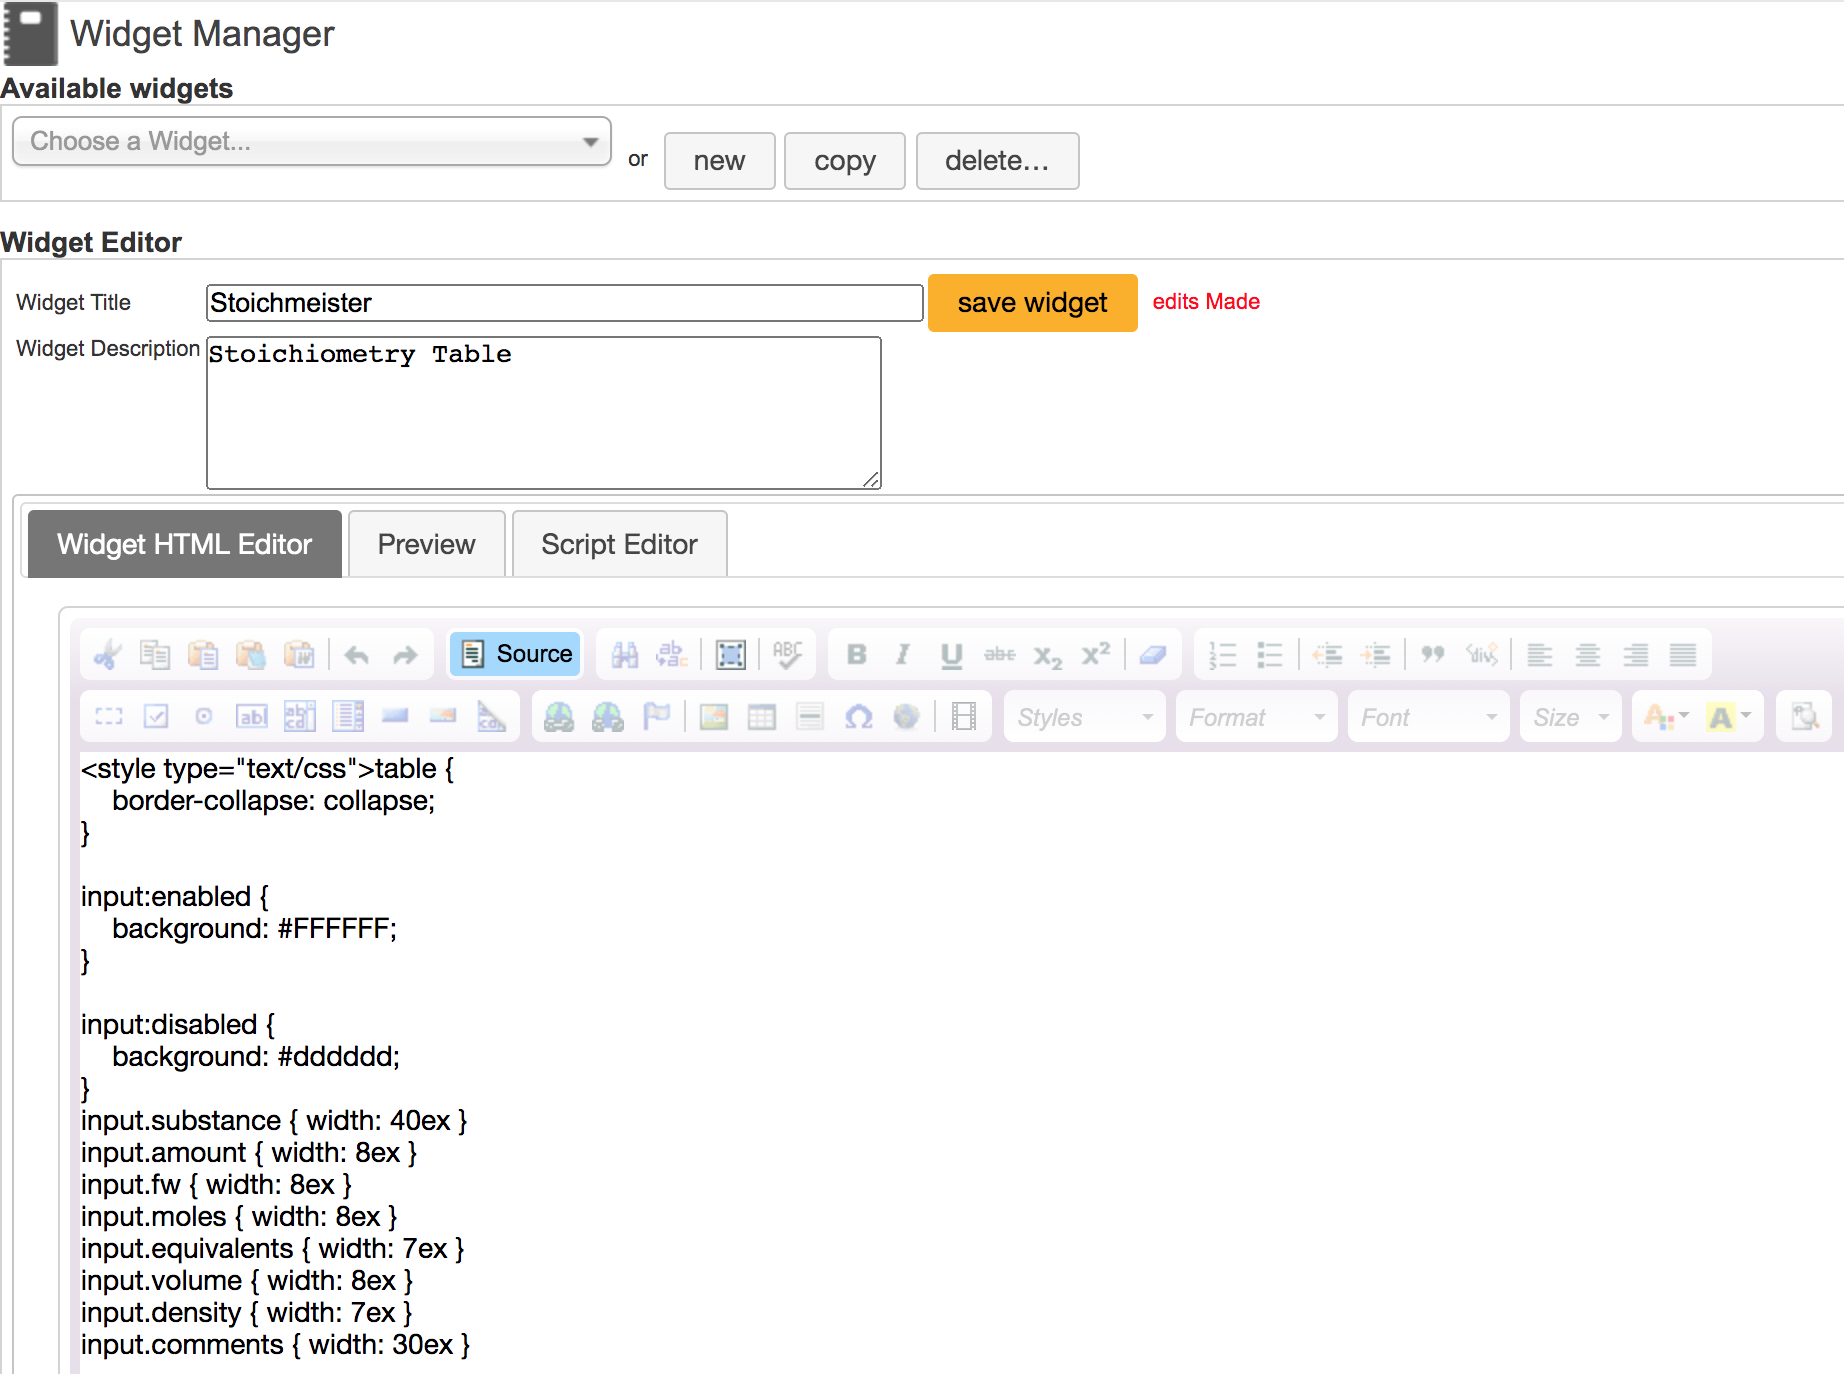 Widget Manager
Available widgets
Choose a Widget...
or
new
copy
delete...
Widget Editor
Widget Title
Stoichmeister
save widget
edits Made
Widget Description
Stoichiometry Table
Widget HTML Editor
Preview
Script Editor
Source
ABC
B I U abc X2 X2
Styles
Format
Font
Size
<style type="text/css">table {
    border-collapse: collapse;
}

input:enabled {
    background: #FFFFFF;
}

input:disabled {
    background: #dddddd;
}
input.substance { width: 40ex }
input.amount { width: 8ex }
input.fw { width: 8ex }
input.moles { width: 8ex }
input.equivalents { width: 7ex }
input.volume { width: 8ex }
input.density { width: 7ex }
input.comments { width: 30ex }